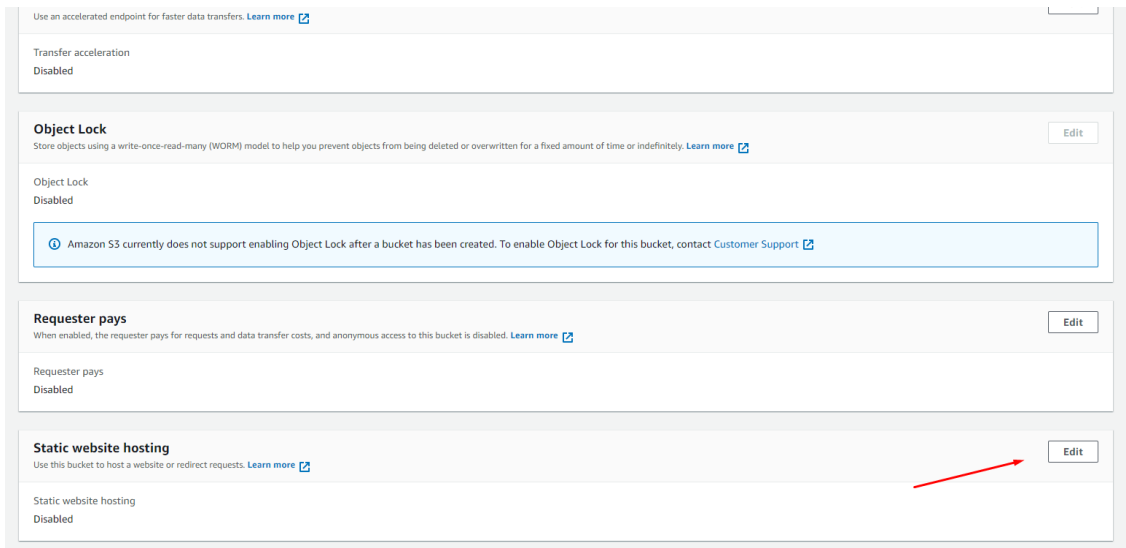 Use an accelerated endpoint for faster data transfers. Learn more
Transfer acceleration
Disabled
Object Lock
Edit
Store objects using a write-once-read-many (WORM) model to help you prevent objects from being deleted or overwritten for a fixed amount of time or indefinitely. Learn more
Object Lock
Disabled
Amazon S3 currently does not support enabling Object Lock after a bucket has been created. To enable Object Lock for this bucket, contact Customer Support
Requester pays
Edit
When enabled, the requester pays for requests and data transfer costs, and anonymous access to this bucket is disabled. Learn more
Requester pays
Disabled
Static website hosting
Edit
Use this bucket to host a website or redirect requests. Learn more
Static website hosting
Disabled